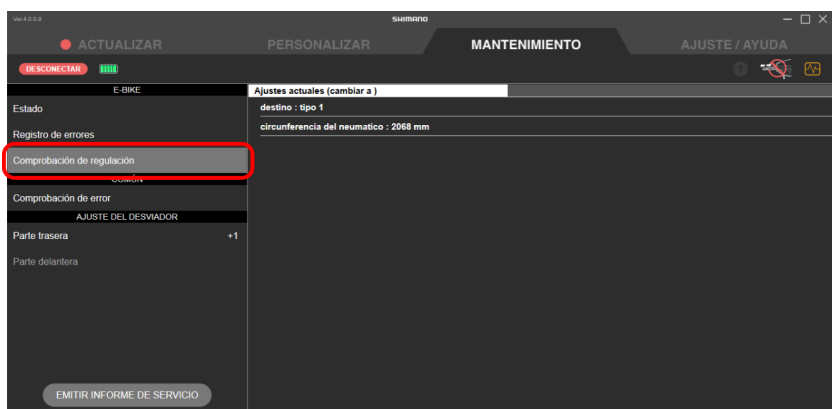 Ver.4.0.0.8
SHIMANO
ACTUALIZAR
PERSONALIZAR
MANTENIMIENTO
AJUSTE / AYUDA
DESCONECTAR
E-BIKE
Estado
Registro de errores
Comprobación de regulación
COMÚN
Comprobación de error
AJUSTE DEL DESVIADOR
Parte trasera +1
Parte delantera
EMITIR INFORME DE SERVICIO
Ajustes actuales (cambiar a )
destino : tipo 1
circunferencia del neumatico : 2068 mm